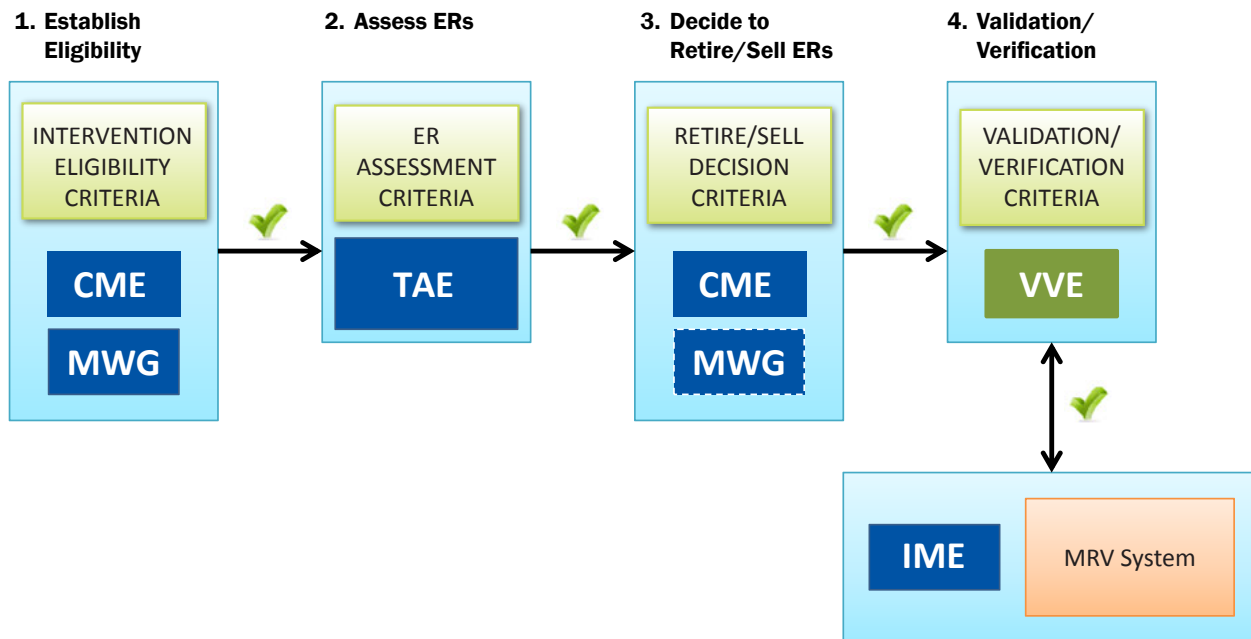 1. Establish
Eligibility
2. Assess ERs
3. Decide to
Retire/Sell ERs
4. Validation/
Verification
INTERVENTION
ELIGIBILITY
CRITERIA
CME
MWG
ER
ASSESSMENT
CRITERIA
TAE
RETIRE/SELL
DECISION
CRITERIA
CME
MWG
VALIDATION/
VERIFICATION
CRITERIA
VVE
IME
MRV System